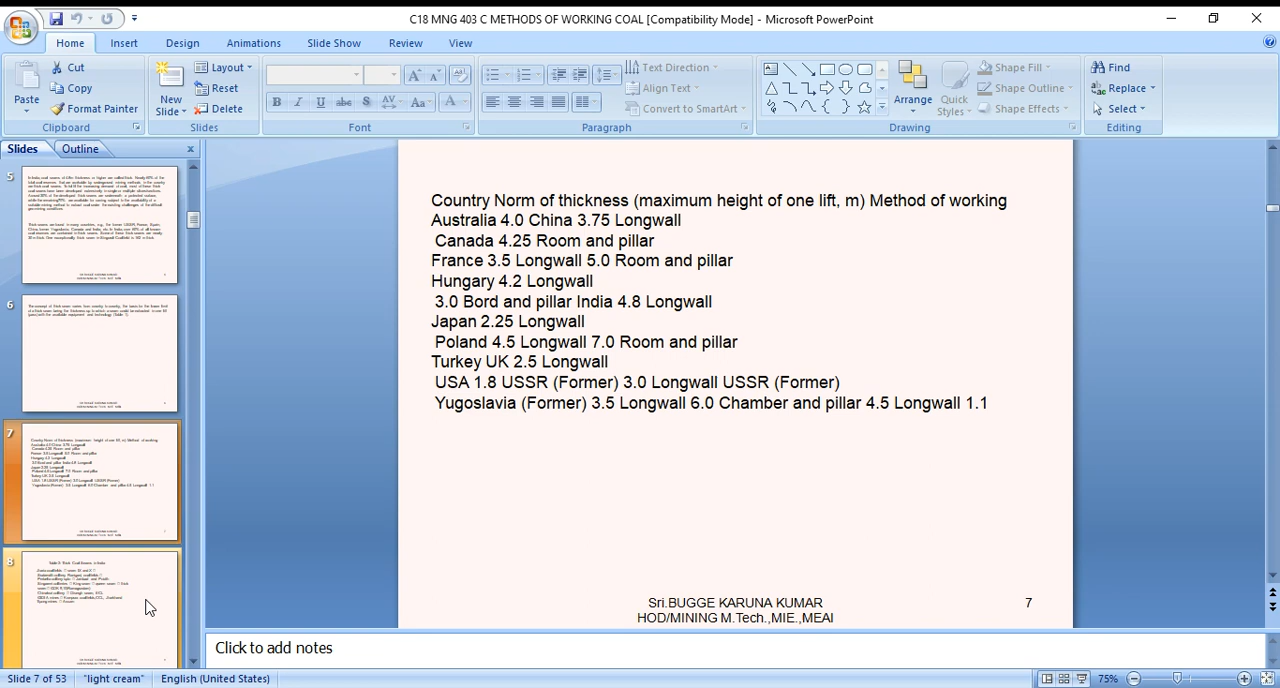 C18 MNG 403 C METHODS OF WORKING COAL [Compatibility Mode] - Microsoft PowerPoint
Home Insert Design Animations Slide Show Review View
Paste
Cut
Copy
Format Painter
Clipboard
New Slide
Layout
Reset
Delete
Slides
Font
Paragraph
Text Direction
Align Text
Convert to SmartArt
Arrange
Quick Styles
Shape Fill
Shape Outline
Shape Effects
Drawing
Find
Replace
Select
Editing
Slides Outline
5
6
7
8
Country Norm of thickness (maximum height of one lift, m) Method of working
Australia 4.0 China 3.75 Longwall
Canada 4.25 Room and pillar
France 3.5 Longwall 5.0 Room and pillar
Hungary 4.2 Longwall
3.0 Bord and pillar India 4.8 Longwall
Japan 2.25 Longwall
Poland 4.5 Longwall 7.0 Room and pillar
Turkey UK 2.5 Longwall
USA 1.8 USSR (Former) 3.0 Longwall USSR (Former)
Yugoslavia (Former) 3.5 Longwall 6.0 Chamber and pillar 4.5 Longwall 1.1
Sri.BUGGE KARUNA KUMAR
HOD/MINING M.Tech.,MIE.,MEAI
7
Click to add notes
Slide 7 of 53 "light cream" English (United States) 75%